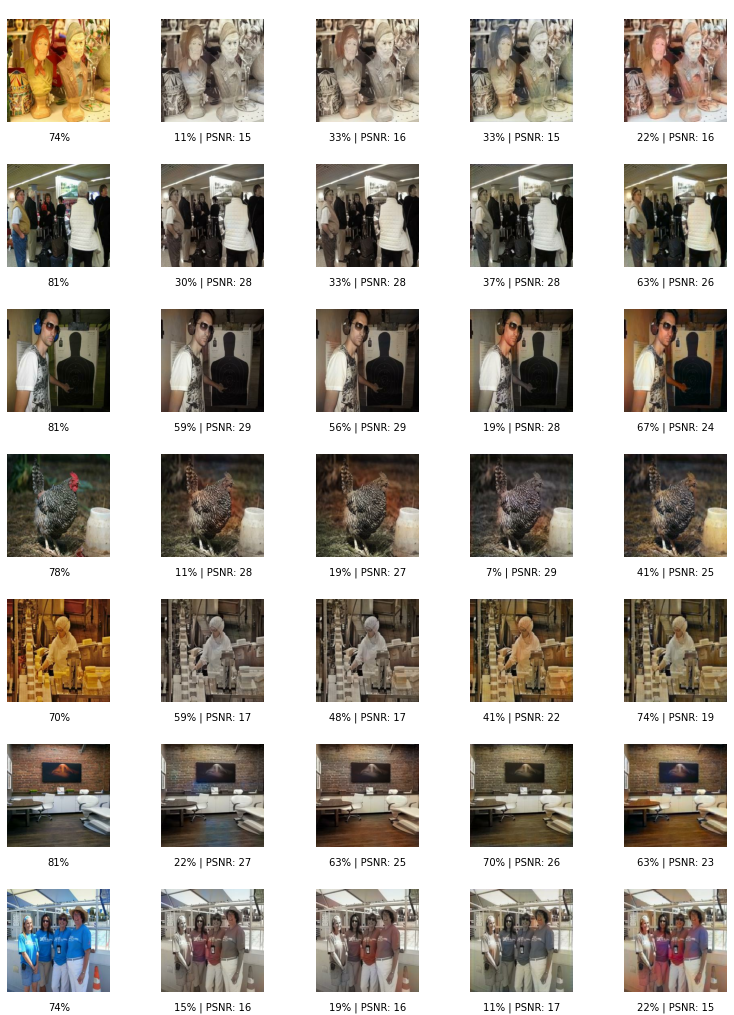 74%
11% | PSNR: 15
33% | PSNR: 16
33% | PSNR: 15
22% | PSNR: 16
81%
30% | PSNR: 28
33% | PSNR: 28
37% | PSNR: 28
63% | PSNR: 26
81%
59% | PSNR: 29
56% | PSNR: 29
19% | PSNR: 28
67% | PSNR: 24
78%
11% | PSNR: 28
19% | PSNR: 27
7% | PSNR: 29
41% | PSNR: 25
70%
59% | PSNR: 17
48% | PSNR: 17
41% | PSNR: 22
74% | PSNR: 19
81%
22% | PSNR: 27
63% | PSNR: 25
70% | PSNR: 26
63% | PSNR: 23
74%
15% | PSNR: 16
19% | PSNR: 16
11% | PSNR: 17
22% | PSNR: 15